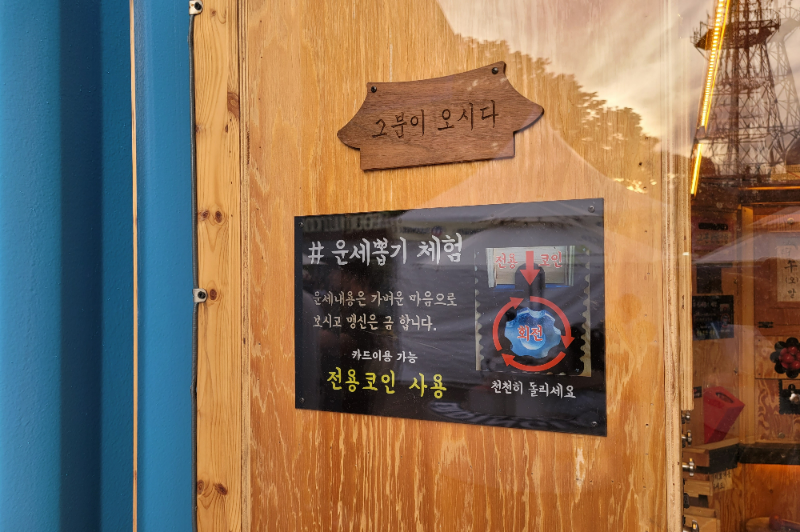 그분이 오시다
# 운세뽑기 체험
운세내용은 가벼운 마음으로
보시고 맹신은 금 합니다.
카드이용 가능
전용코인 사용
전용 코인
회전
천천히 돌리세요